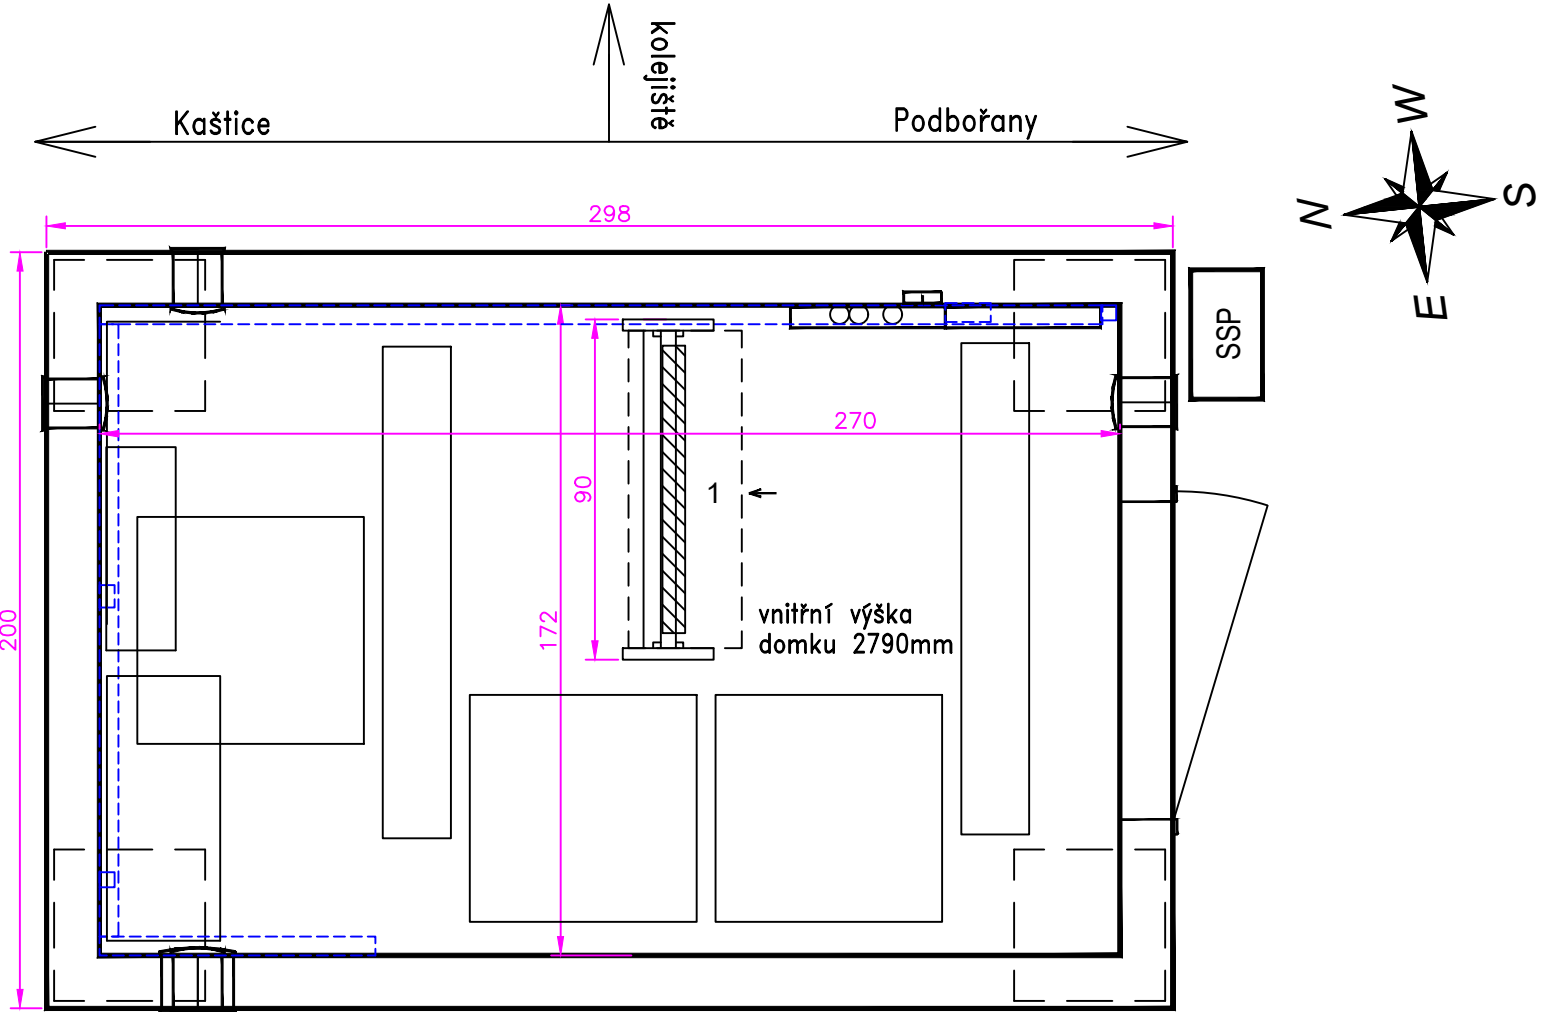 kolejiště
Kaštice
Podbořany
W
N
S
E
298
SSP
270
90
1
200
172
vnitřní výška
domku 2790mm